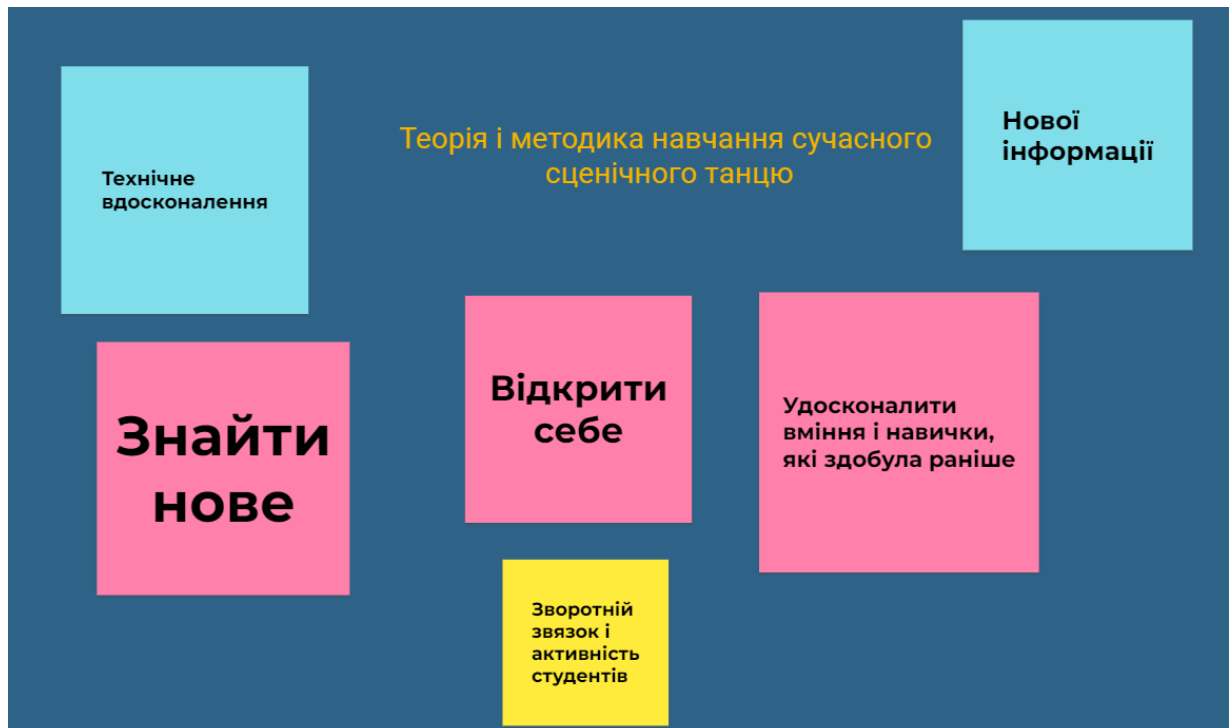 Теорія і методика навчання сучасного
сценічного танцю
Технічне
вдосконалення
Нової
інформації
Знайти
нове
Відкрити
себе
Удосконалити
вміння і навички,
які здобула раніше
Зворотній
звязок і
активність
студентів